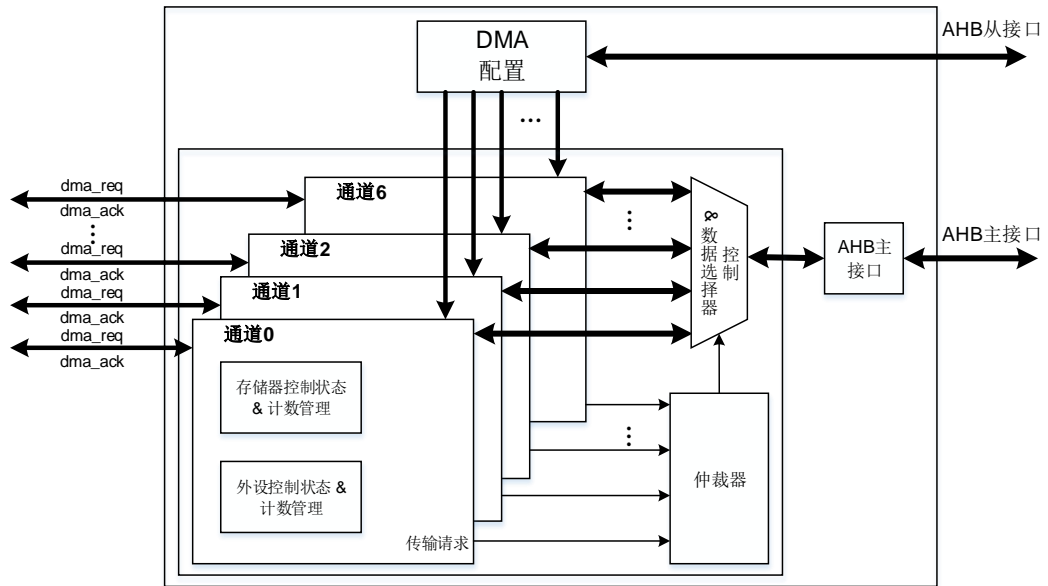 AHB从接口
DMA
配置
...
dma_req
dma_ack
...
dma_req
dma_ack
dma_req
dma_ack
dma_req
dma_ack
通道6
通道2
通道1
通道0
存储器控制状态
& 计数管理
外设控制状态 &
计数管理
传输请求
...
控制
& 数据选择器
...
仲裁器
AHB主
接口
AHB主接口